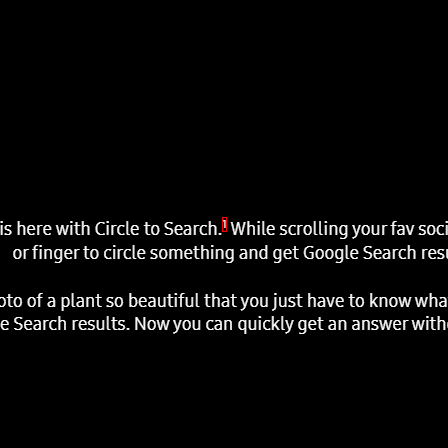 is here with Circle to Search.1 While scrolling your fav soci
or finger to circle something and get Google Search res
oto of a plant so beautiful that you just have to know wha
e Search results. Now you can quickly get an answer with